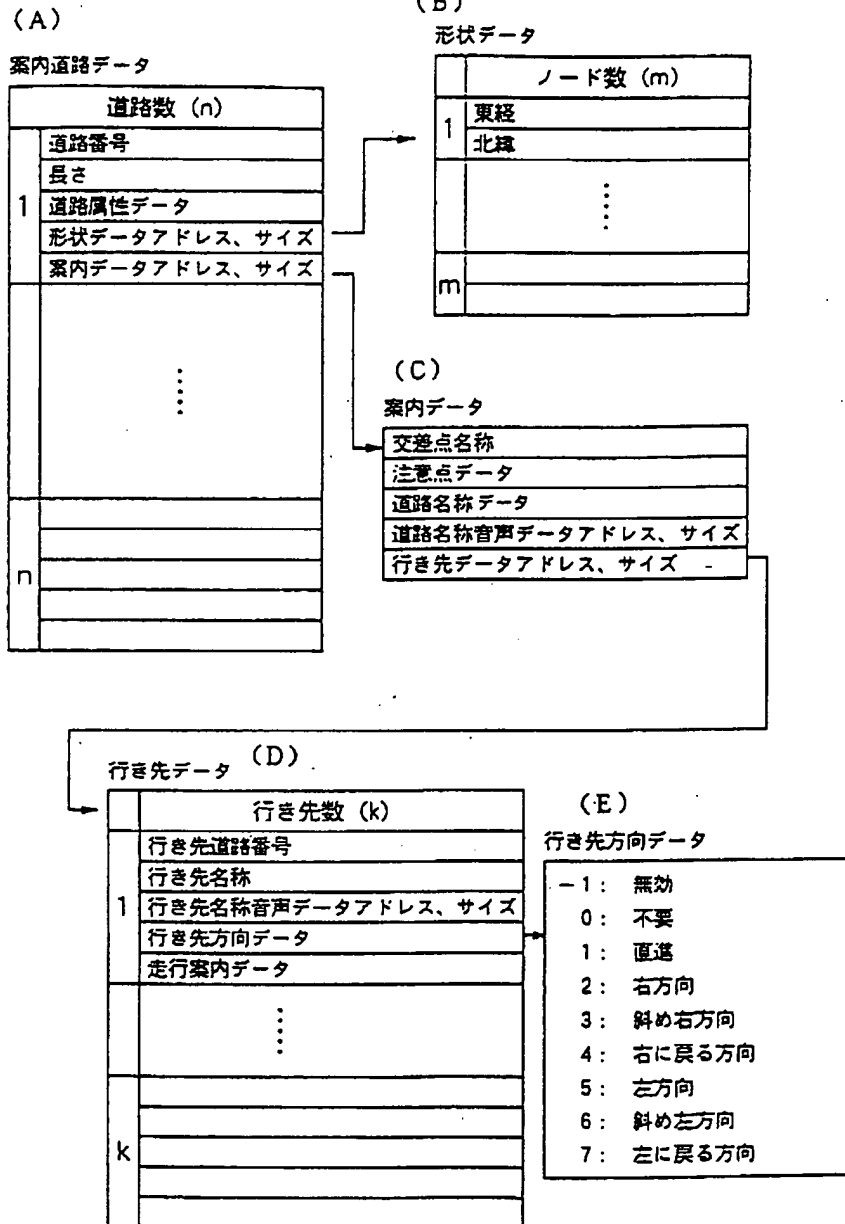 (A)
案内道路データ
道路数 (n)
1
道路番号
長さ
道路属性データ
形状データアドレス、サイズ
案内データアドレス、サイズ
n
(B)
形状データ
ノード数 (m)
1
東経
北緯
m
(C)
案内データ
交差点名称
注意点データ
道路名称データ
道路名称音声データアドレス、サイズ
行き先データアドレス、サイズ
(D)
行き先データ
行き先数 (k)
1
行き先道路番号
行き先名称
行き先名称音声データアドレス、サイズ
行き先方向データ
走行案内データ
k
(E)
行き先方向データ
-1: 無効
0: 不要
1: 直進
2: 右方向
3: 斜め右方向
4: 右に戻る方向
5: 左方向
6: 斜め左方向
7: 左に戻る方向